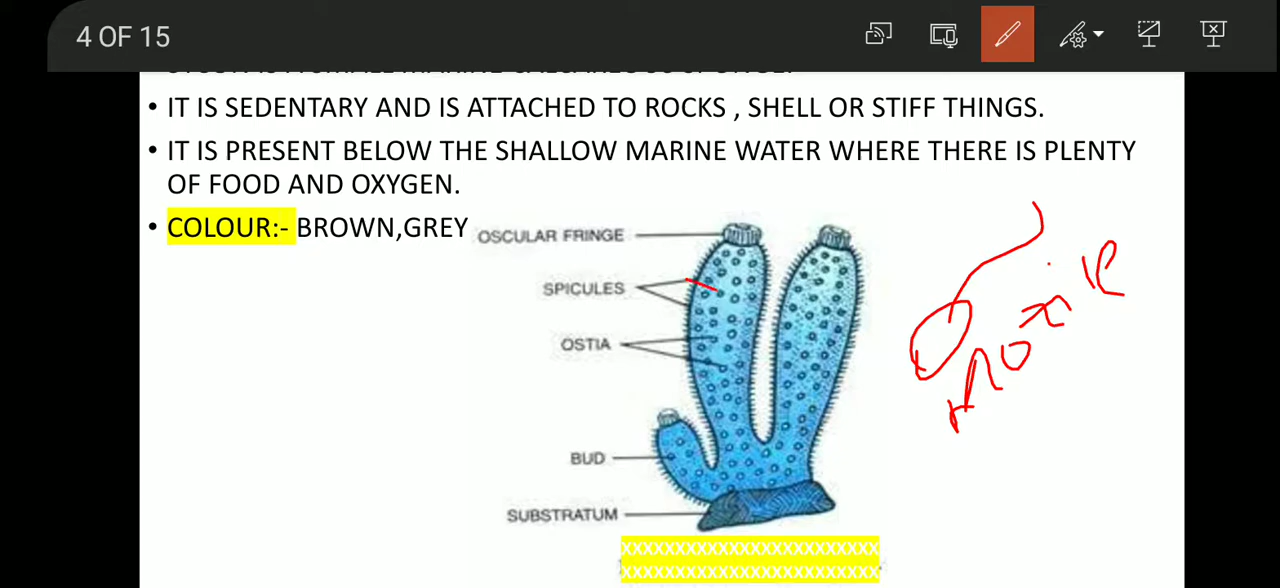 4 OF 15
• IT IS SEDENTARY AND IS ATTACHED TO ROCKS , SHELL OR STIFF THINGS.
• IT IS PRESENT BELOW THE SHALLOW MARINE WATER WHERE THERE IS PLENTY
OF FOOD AND OXYGEN.
• COLOUR:- BROWN,GREY
OSCULAR FRINGE
SPICULES
OSTIA
BUD
SUBSTRATUM
XXXXXXXXXXXXXXXXXXXXXXXX
XXXXXXXXXXXXXXXXXXXXXXXX